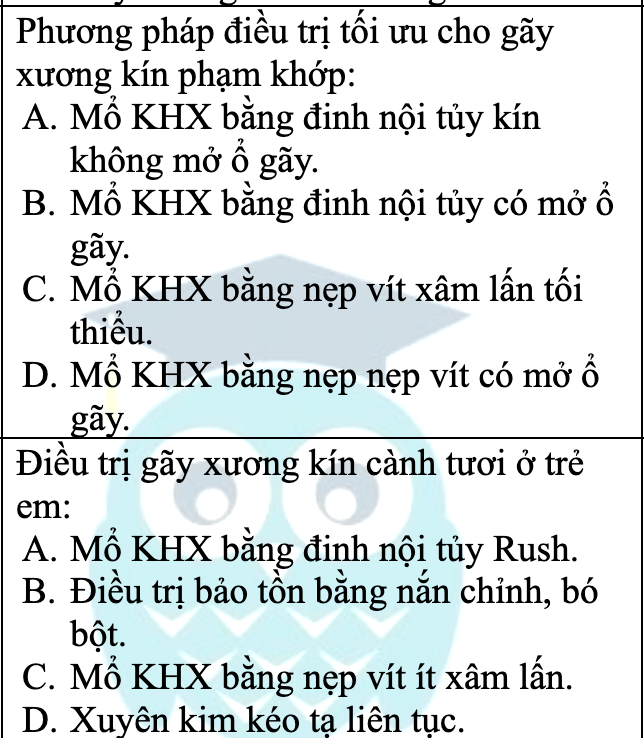 Phương pháp điều trị tối ưu cho gãy
xương kín phạm khớp:
A. Mổ KHX bằng đinh nội tủy kín
không mở ổ gãy.
B. Mổ KHX bằng đinh nội tủy có mở ổ
gãy.
C. Mổ KHX bằng nẹp vít xâm lấn tối
thiểu.
D. Mổ KHX bằng nẹp nẹp vít có mở ổ
gãy.
Điều trị gãy xương kín cành tươi ở trẻ
em:
A. Mổ KHX bằng đinh nội tủy Rush.
B. Điều trị bảo tồn bằng nắn chỉnh, bó
bột.
C. Mổ KHX bằng nẹp vít ít xâm lấn.
D. Xuyên kim kéo tạ liên tục.